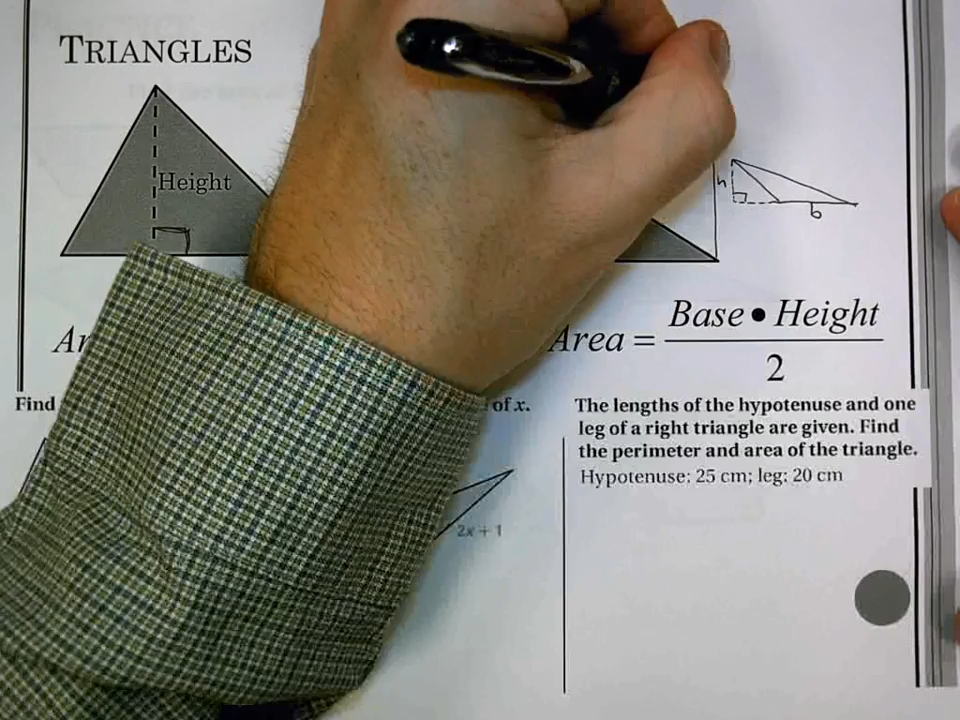 TRIANGLES
Height
h
b
Area = Base • Height
2
Find
of x.
The lengths of the hypotenuse and one
leg of a right triangle are given. Find
the perimeter and area of the triangle.
Hypotenuse: 25 cm; leg: 20 cm
2x + 1